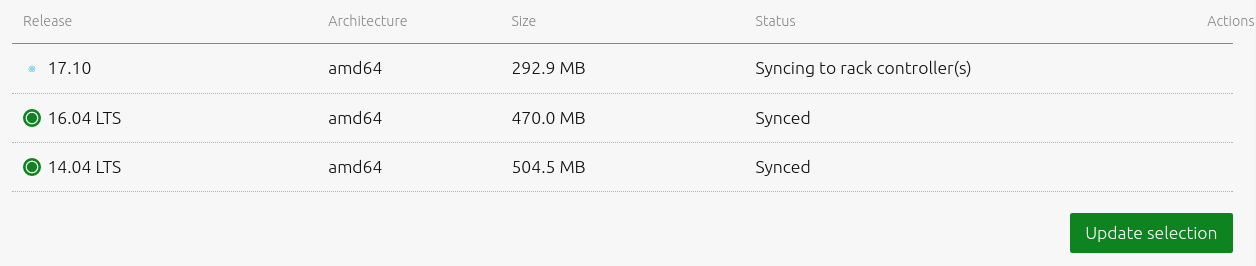 Release Architecture Size Status Actions
17.10 amd64 292.9 MB Syncing to rack controller(s)
16.04 LTS amd64 470.0 MB Synced
14.04 LTS amd64 504.5 MB Synced
Update selection